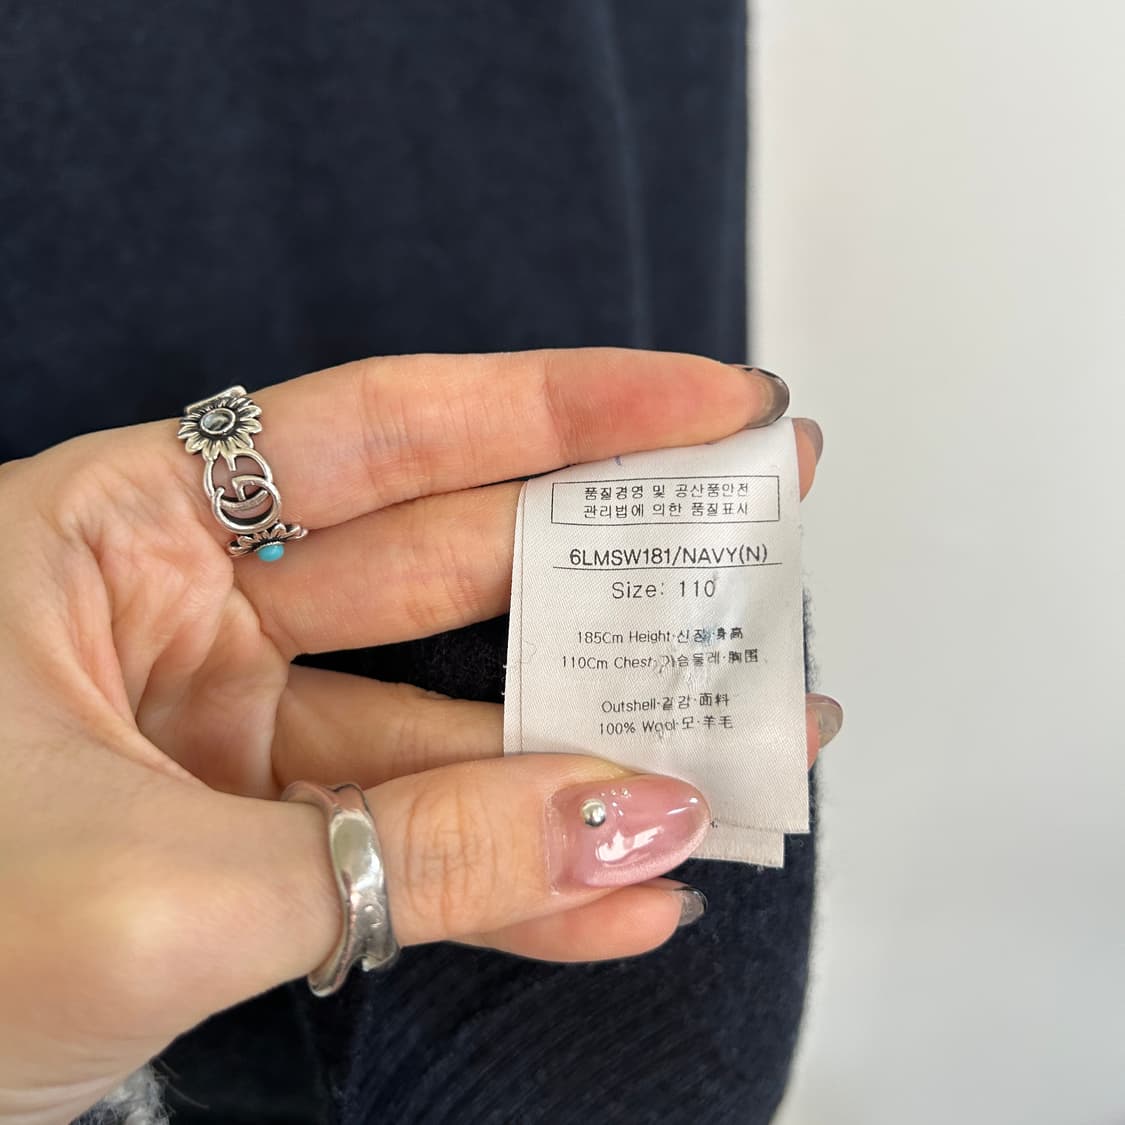 품질경영 및 공산품안전
관리법에 의한 품질표시
6LMSW181/NAVY(N)
Size: 110
185Cm Height·신장·身高
110Cm Chest·가슴둘레·胸围
Outshell·겉감·面料
100% Wool·모·羊毛